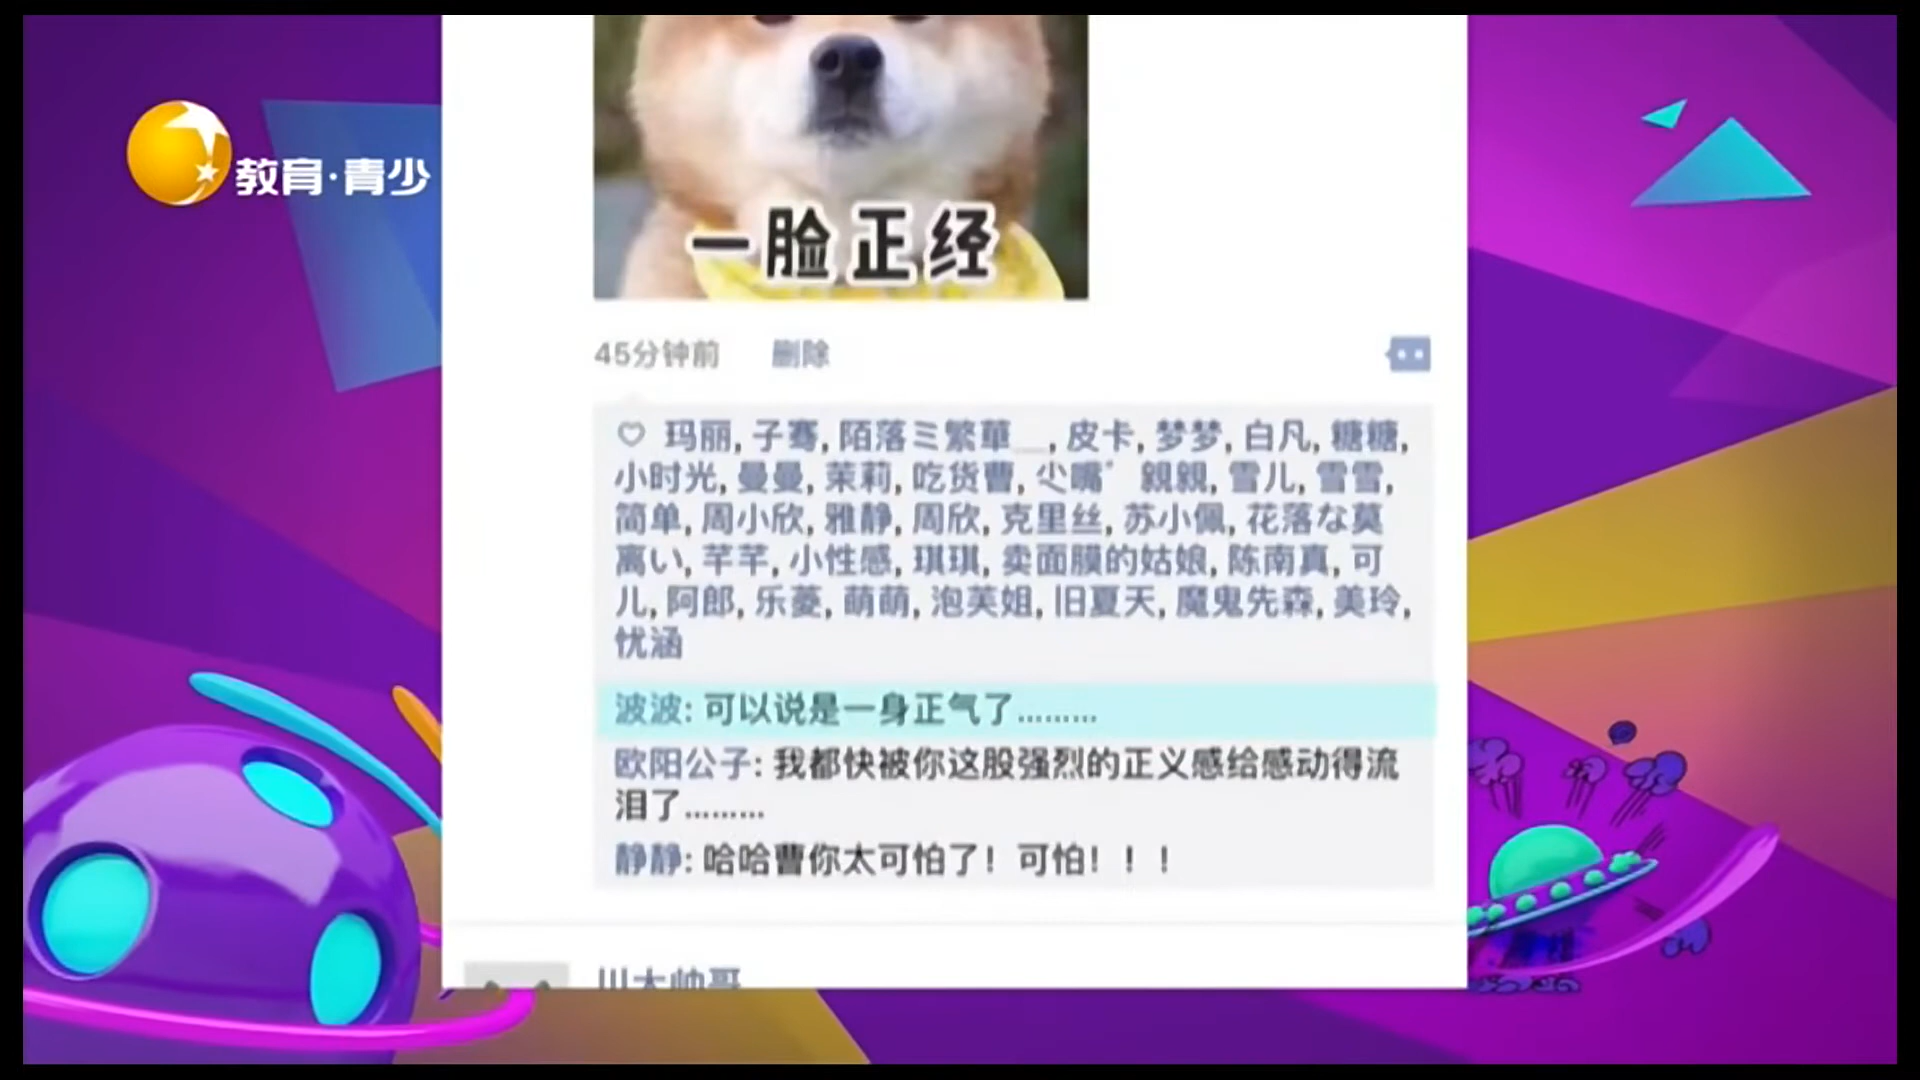 教育·青少
一脸正经
45分钟前 删除
♡ 玛丽, 子骞, 陌落ミ繁華__, 皮卡, 梦梦, 白凡, 糖糖,
小时光, 曼曼, 茉莉, 吃货曹, 尐嘴゛親親, 雪儿, 雪雪,
简单, 周小欣, 雅静, 周欣, 克里丝, 苏小佩, 花落な莫
离い, 芊芊, 小性感, 琪琪, 卖面膜的姑娘, 陈南真, 可
儿, 阿郎, 乐菱, 萌萌, 泡芙姐, 旧夏天, 魔鬼先森, 美玲,
忧涵
波波: 可以说是一身正气了………
欧阳公子: 我都快被你这股强烈的正义感给感动得流
泪了………
静静: 哈哈曹你太可怕了！可怕！！！
川大帅哥